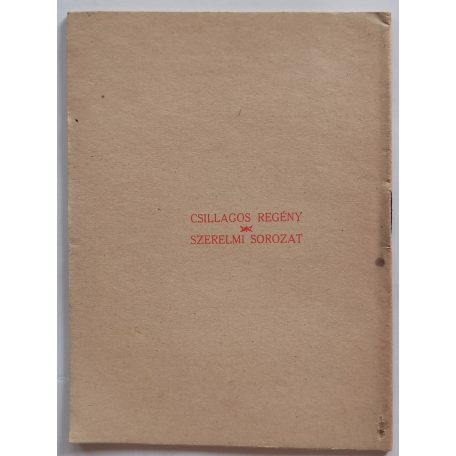 CSILLAGOS REGÉNY
SZERELMI SOROZAT